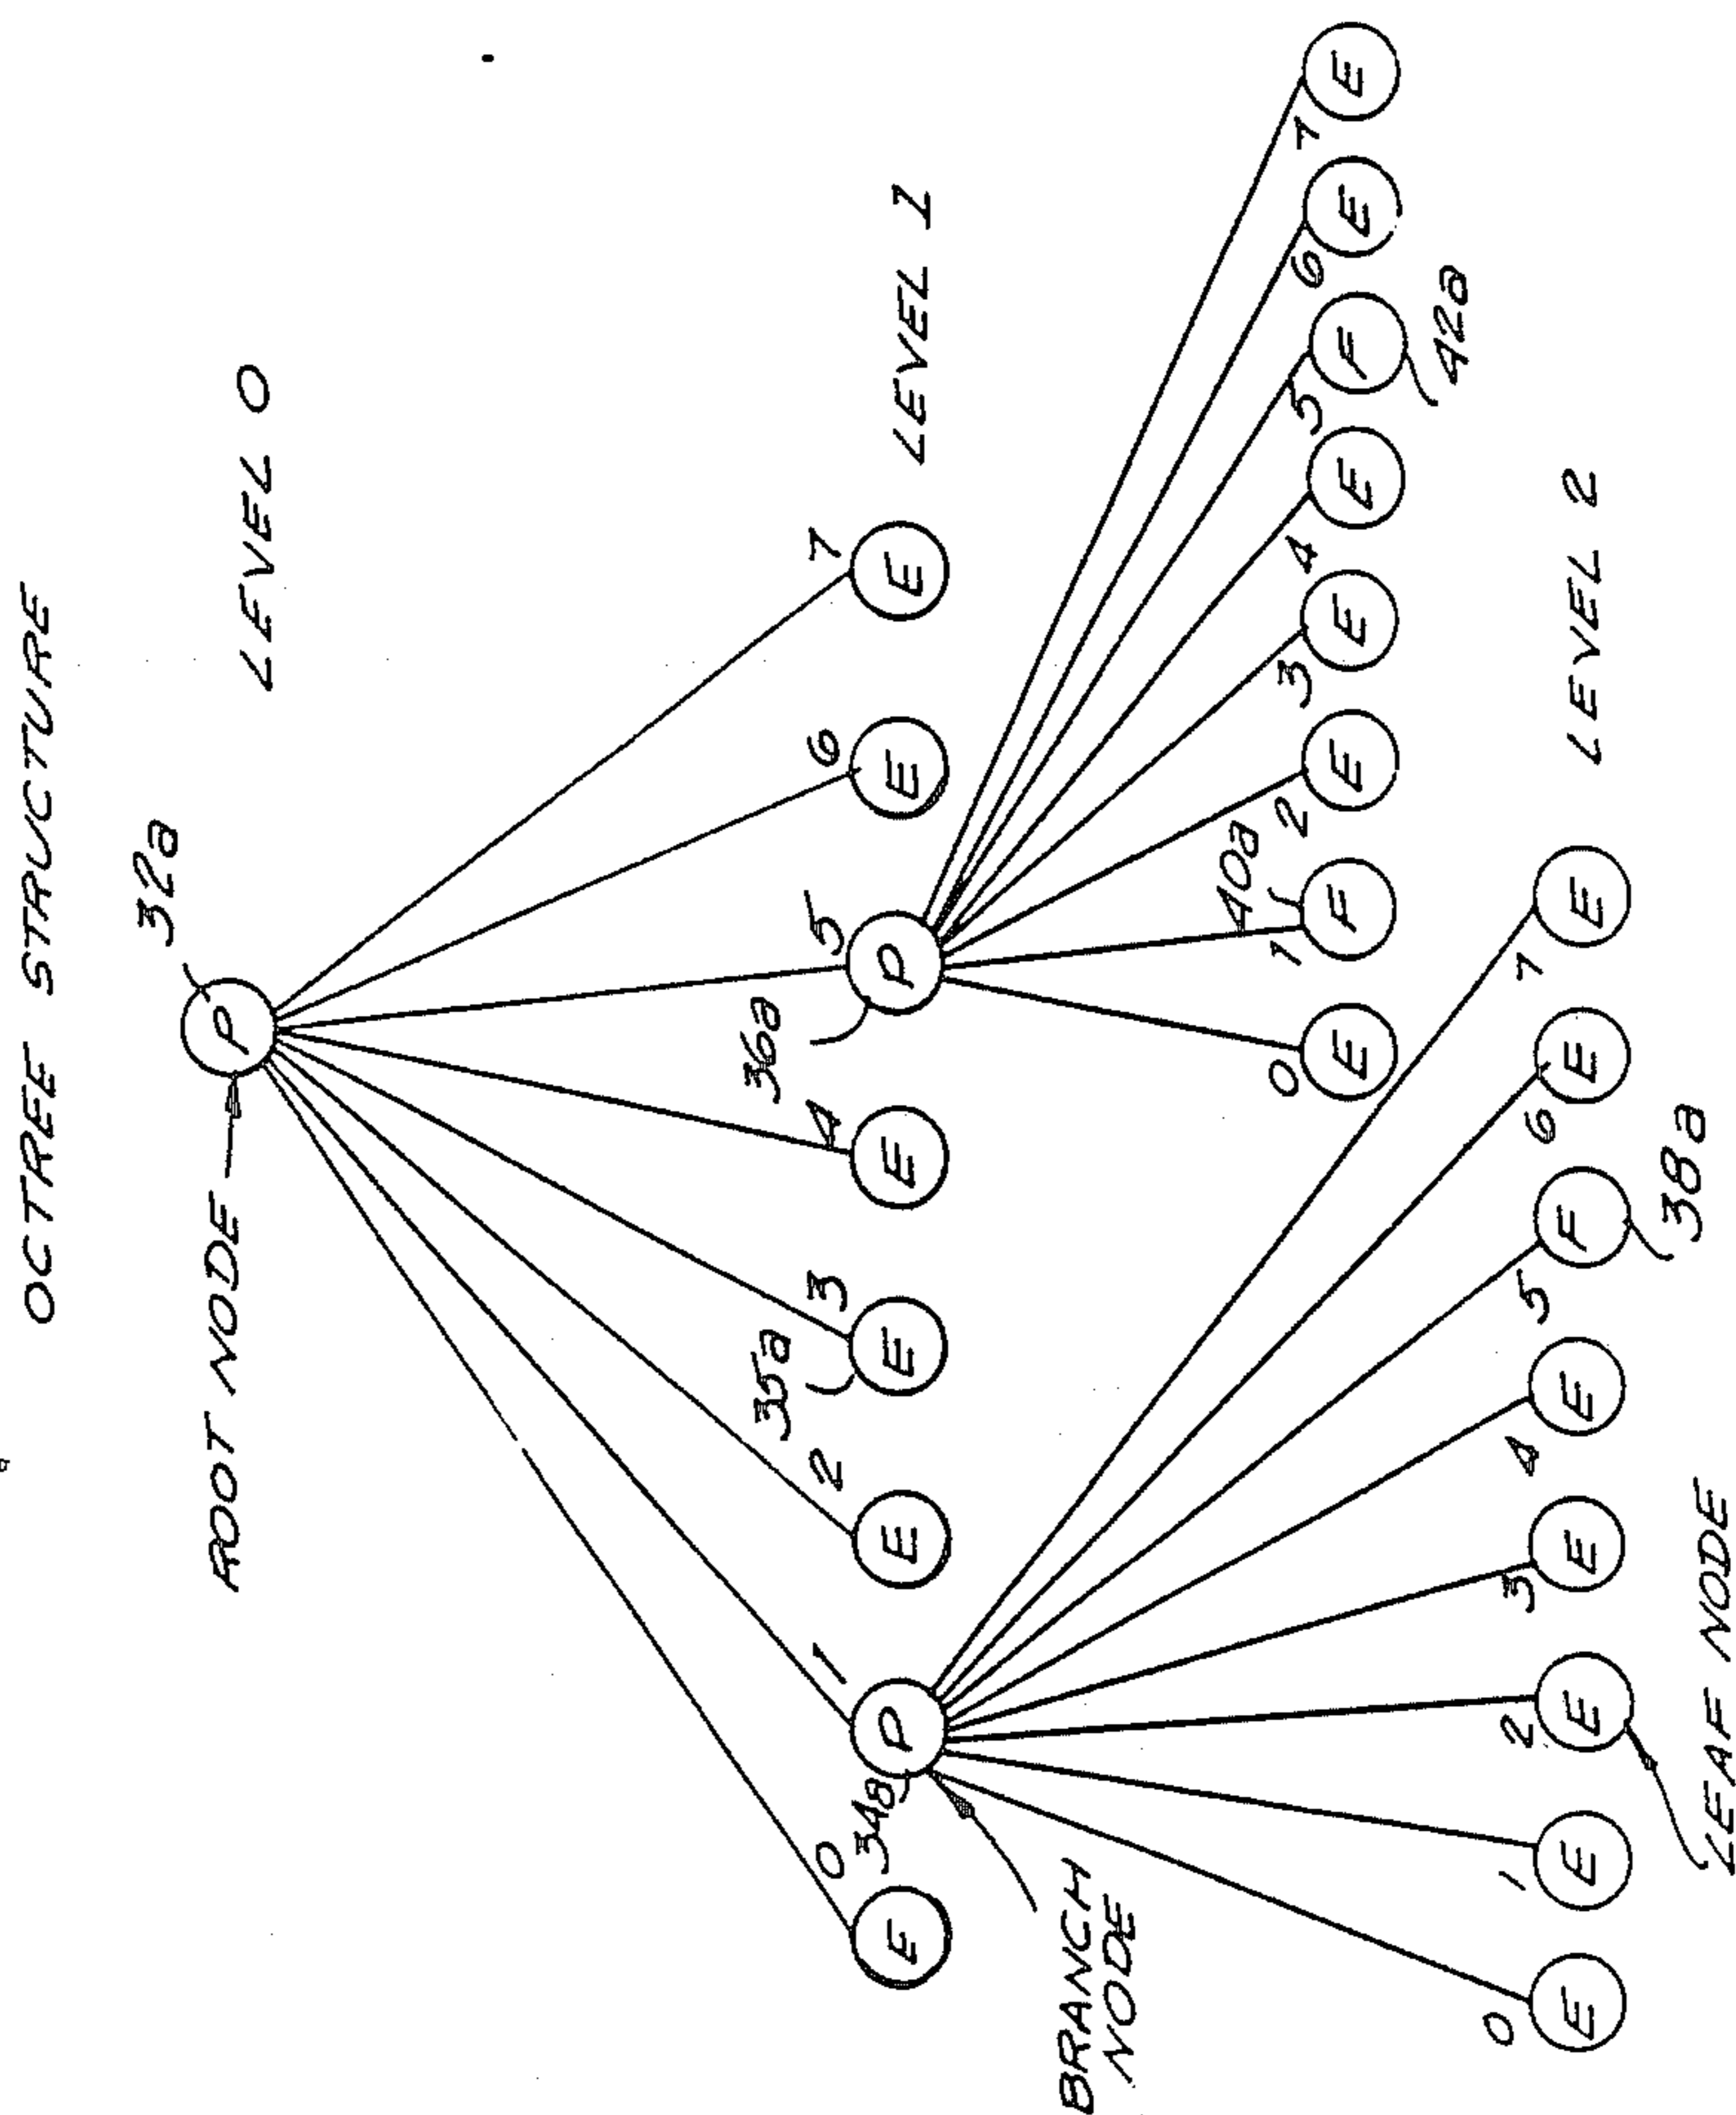 OCTREE STRUCTURE
32a
ROOT NODE
P
LEVEL 0
35a
36a
0 1 2 3 4 5 6 7
34a
E P E E E P E E
LEVEL 1
BRANCH
NODE
40a
0 1 2 3 4 5 6 7
E F E E E F E E
42a
0 1 2 3 4 5 6 7
E E E E E F E E
LEVEL 2
38a
LEAF NODE